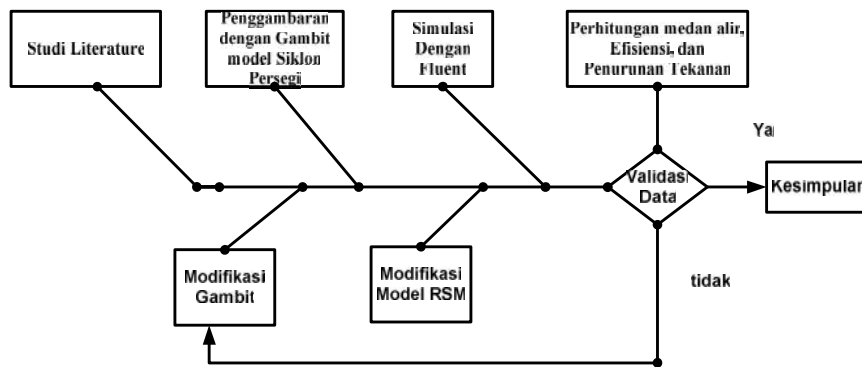 Studi Literature
Penggambaran
dengan Gambit
model Siklon
Persegi
Simulasi
Dengan
Fluent
Perhitungan medan alir,
Efisiensi, dan
Penurunan Tekanan
Ya
Validasi
Data
Kesimpulan
Modifikasi
Gambit
Modifikasi
Model RSM
tidak